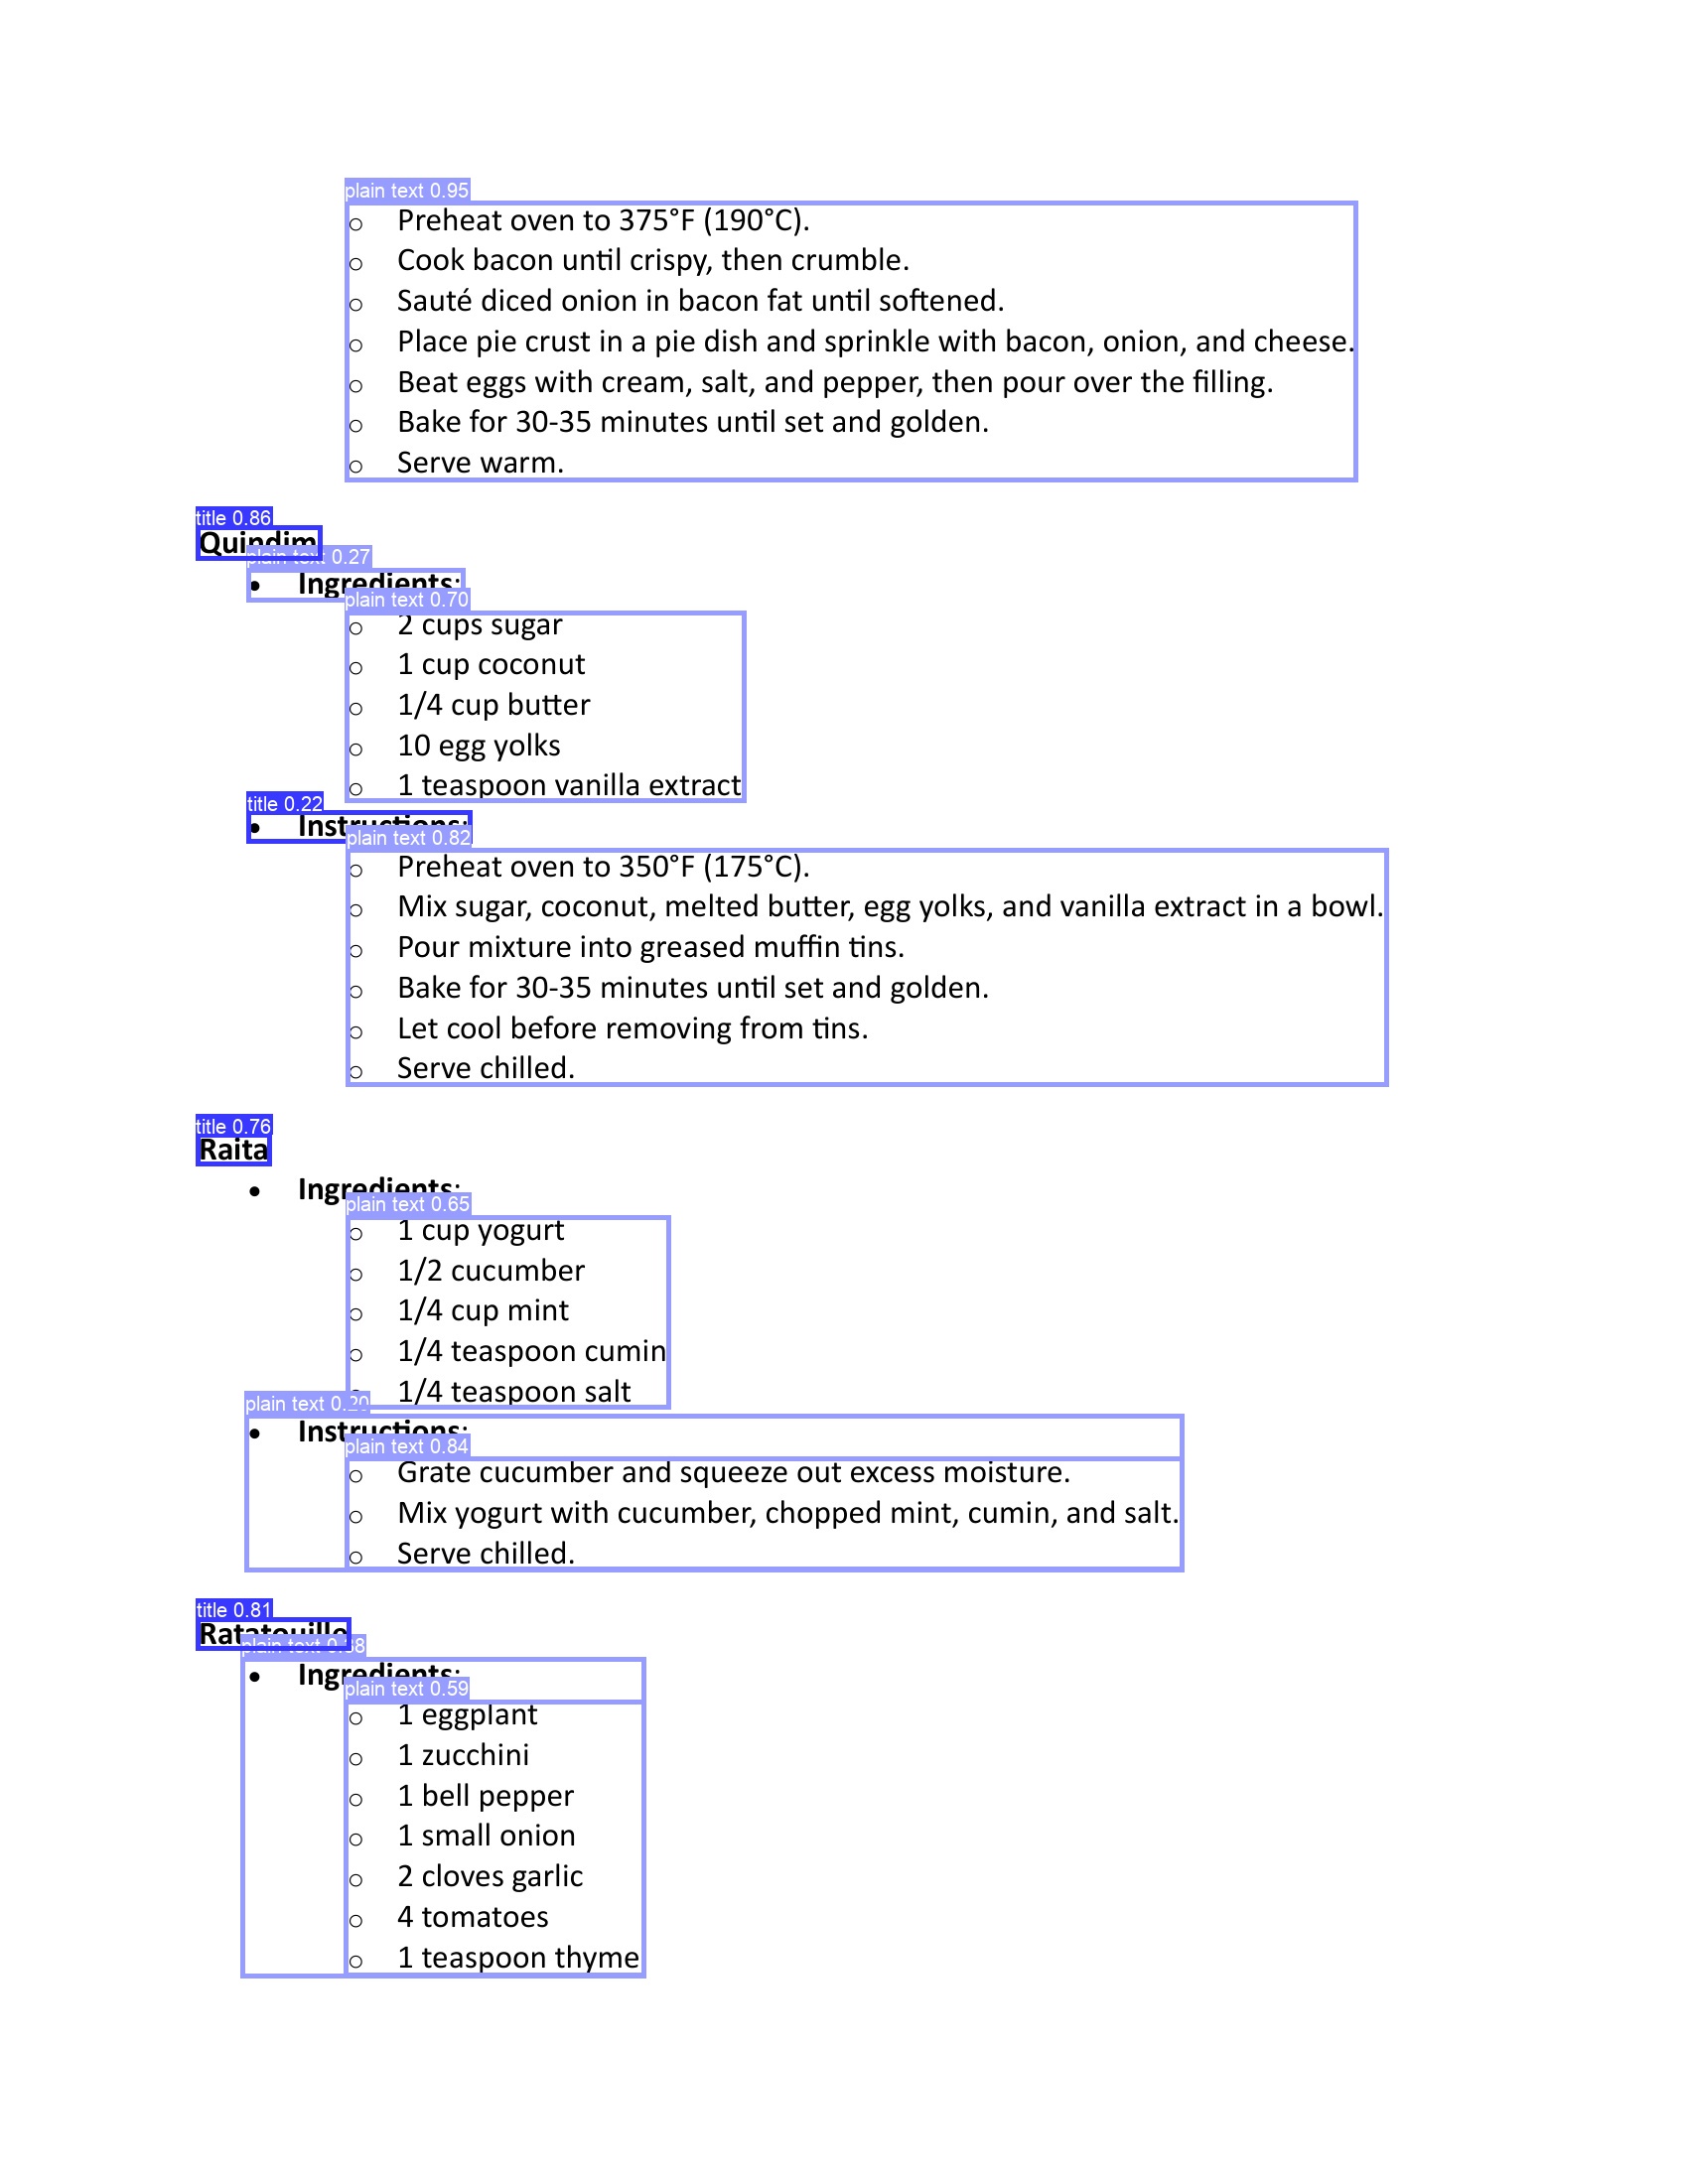 plain text 0.95
○ Preheat oven to 375°F (190°C).
○ Cook bacon until crispy, then crumble.
○ Sauté diced onion in bacon fat until softened.
○ Place pie crust in a pie dish and sprinkle with bacon, onion, and cheese.
○ Beat eggs with cream, salt, and pepper, then pour over the filling.
○ Bake for 30-35 minutes until set and golden.
○ Serve warm.
title 0.86
Quindim
plain text 0.27
• Ingredients:
plain text 0.70
○ 2 cups sugar
○ 1 cup coconut
○ 1/4 cup butter
○ 10 egg yolks
○ 1 teaspoon vanilla extract
title 0.22
• Instructions:
plain text 0.82
○ Preheat oven to 350°F (175°C).
○ Mix sugar, coconut, melted butter, egg yolks, and vanilla extract in a bowl.
○ Pour mixture into greased muffin tins.
○ Bake for 30-35 minutes until set and golden.
○ Let cool before removing from tins.
○ Serve chilled.
title 0.76
Raita
• Ingredients:
plain text 0.65
○ 1 cup yogurt
○ 1/2 cucumber
○ 1/4 cup mint
○ 1/4 teaspoon cumin
○ 1/4 teaspoon salt
plain text 0.20
• Instructions:
plain text 0.84
○ Grate cucumber and squeeze out excess moisture.
○ Mix yogurt with cucumber, chopped mint, cumin, and salt.
○ Serve chilled.
title 0.81
Ratatouille
plain text
• Ingredients:
plain text 0.59
○ 1 eggplant
○ 1 zucchini
○ 1 bell pepper
○ 1 small onion
○ 2 cloves garlic
○ 4 tomatoes
○ 1 teaspoon thyme